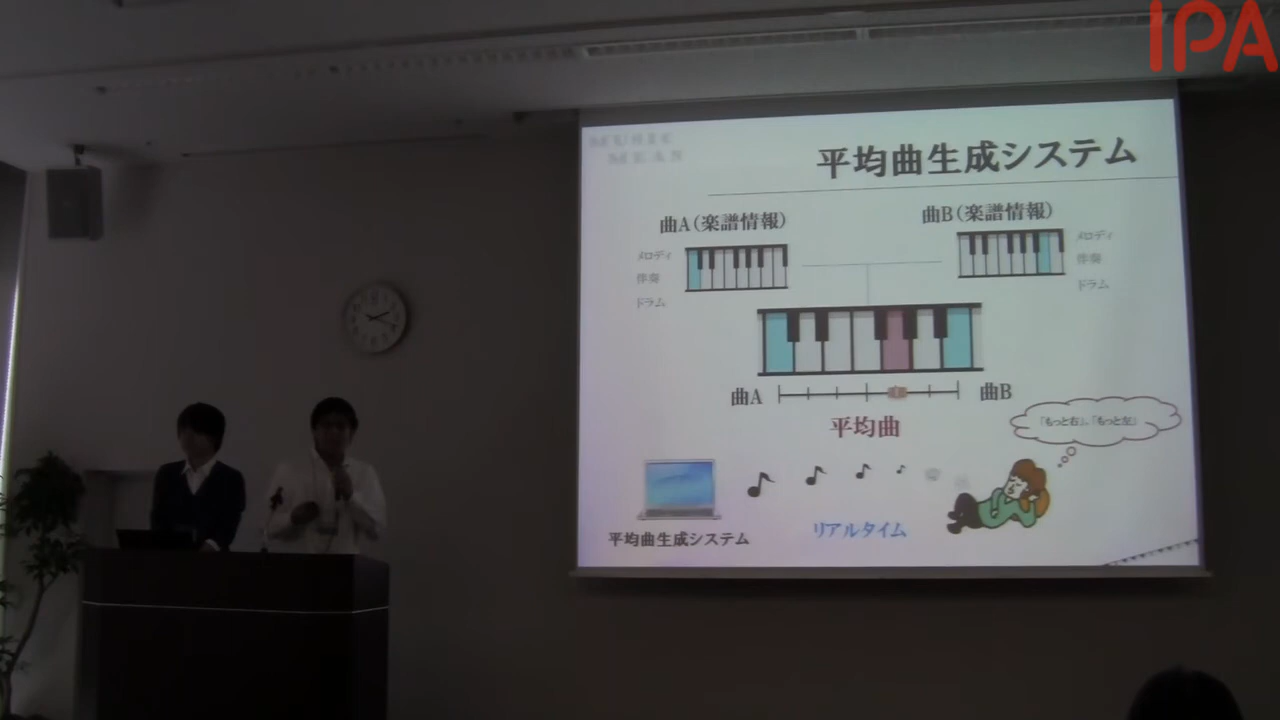 IPA
MUSIC
MEAN
平均曲生成システム
曲A(楽譜情報)
曲B(楽譜情報)
メロディ
伴奏
ドラム
メロディ
伴奏
ドラム
曲A
曲B
平均曲
「もっと右」、「もっと左」
平均曲生成システム
リアルタイム